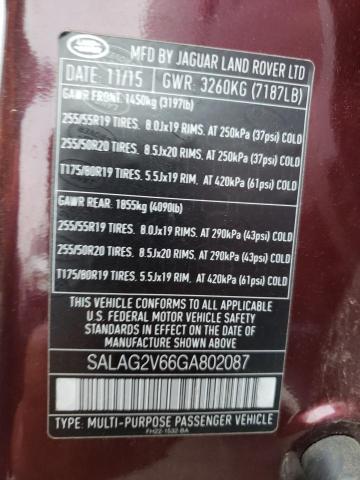 LAND ROVER
MFD BY JAGUAR LAND ROVER LTD
DATE: 11/15 GWR: 3260KG (7187LB)
GAWR FRONT: 1450kg (3197lb)
255/55R19 TIRES. 8.0Jx19 RIMS. AT 250kPa (37psi) COLD
255/50R20 TIRES. 8.5Jx20 RIMS. AT 250kPa (37psi) COLD
T175/80R19 TIRES. 5.5Jx19 RIM, AT 420kPa (61psi) COLD
GAWR REAR: 1855kg (4090lb)
255/55R19 TIRES. 8.0Jx19 RIMS. AT 290kPa (43psi) COLD
255/50R20 TIRES. 8.5Jx20 RIMS. AT 290kPa (43psi) COLD
T175/80R19 TIRES. 5.5Jx19 RIM, AT 420kPa (61psi) COLD
THIS VEHICLE CONFORMS TO ALL APPLICABLE
U.S. FEDERAL MOTOR VEHICLE SAFETY
STANDARDS IN EFFECT ON THE DATE OF
MANUFACTURE SHOWN ABOVE
SALAG2V66GA802087
TYPE: MULTI-PURPOSE PASSENGER VEHICLE
FH22-1532-BA